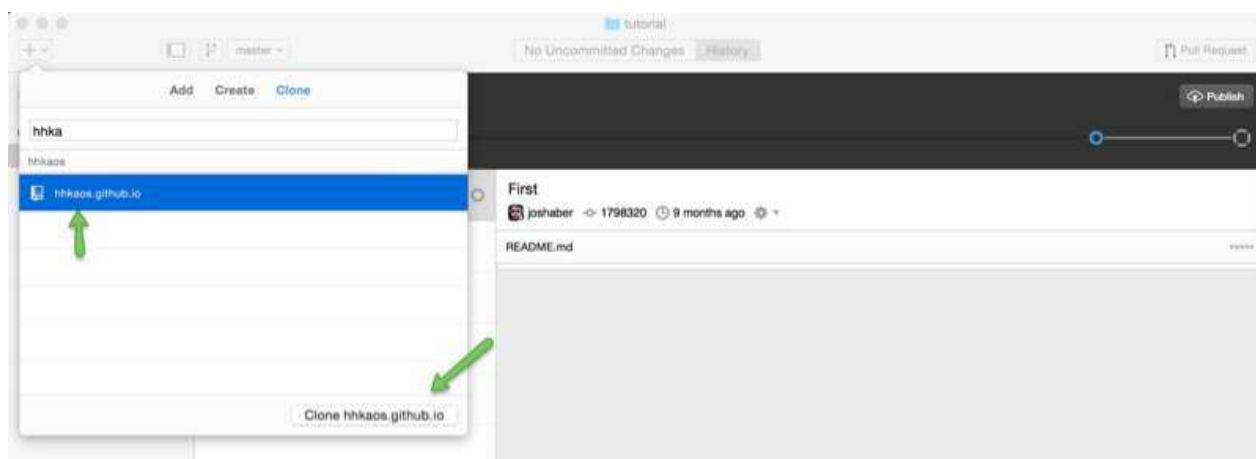 tutorial
master
No Uncommitted Changes History
Pull Request
Add Create Clone
Publish
hhka
hhkaos
hhkaos.github.io
First
joshaber 1798320 9 months ago
README.md
Clone hhkaos.github.io